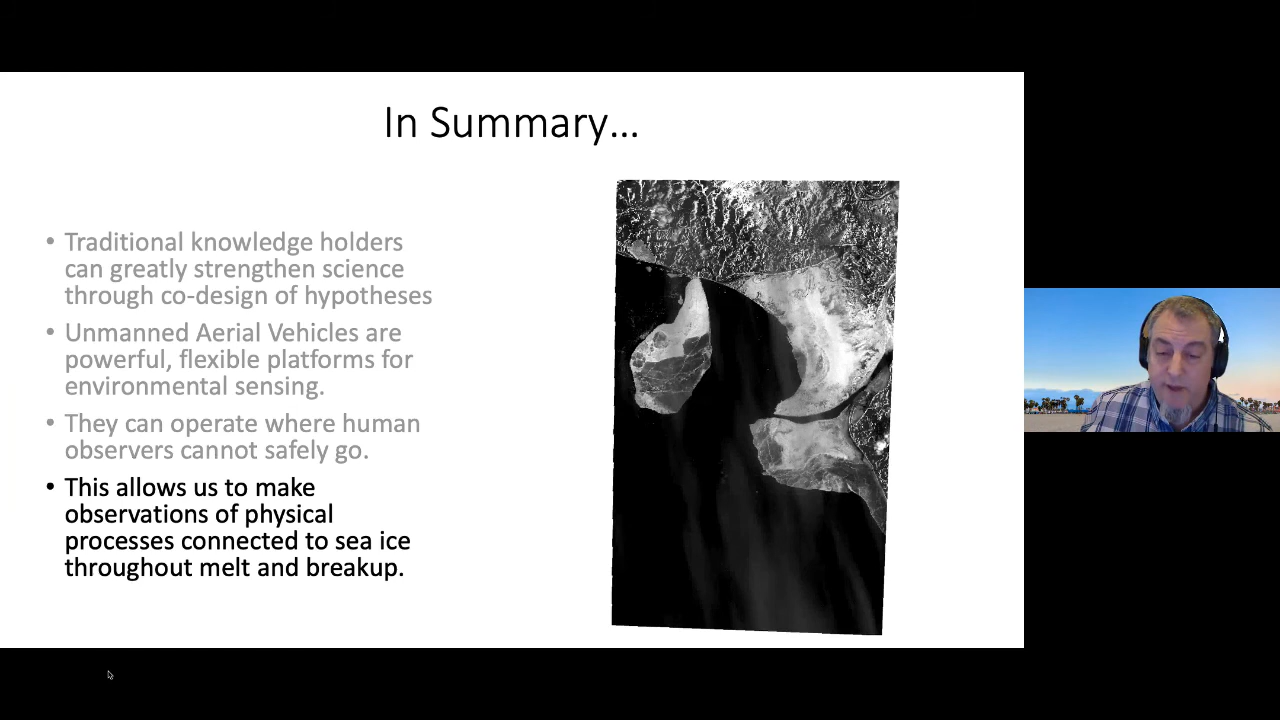 In Summary...
• Traditional knowledge holders
can greatly strengthen science
through co-design of hypotheses
• Unmanned Aerial Vehicles are
powerful, flexible platforms for
environmental sensing.
• They can operate where human
observers cannot safely go.
• This allows us to make
observations of physical
processes connected to sea ice
throughout melt and breakup.